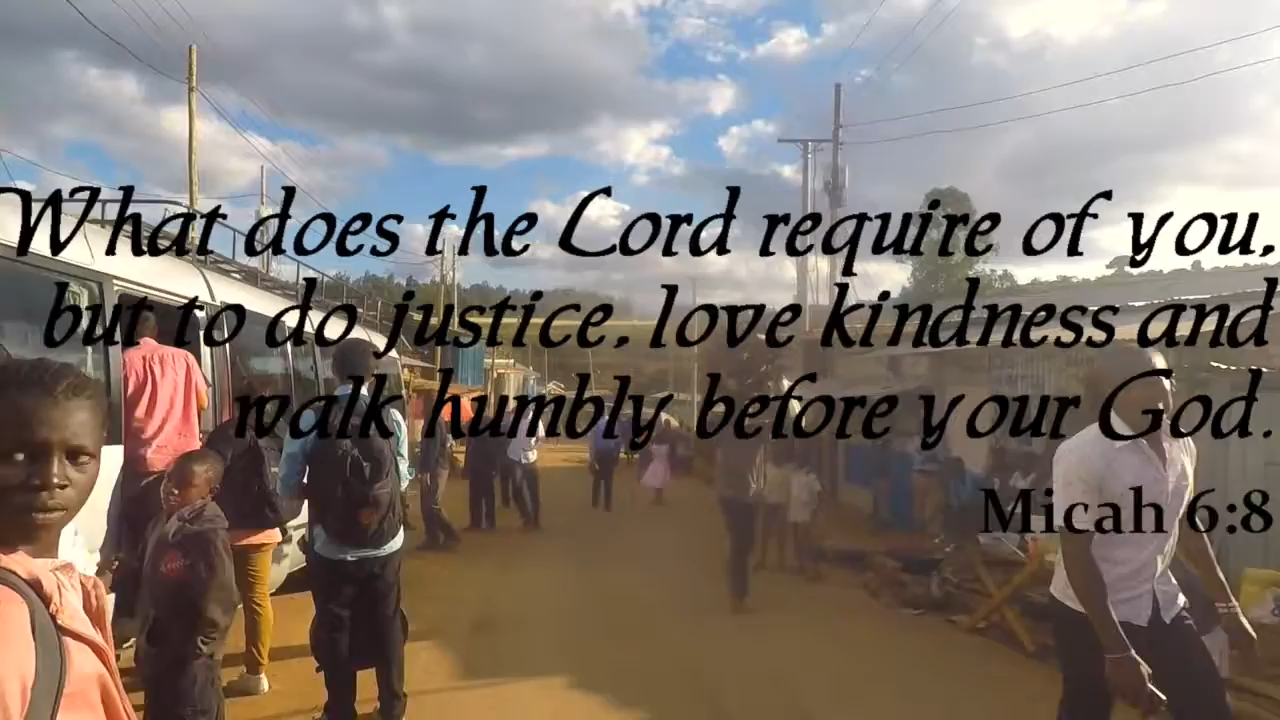 What does the Lord require of you,
but to do justice, love kindness and
walk humbly before your God.
Micah 6:8